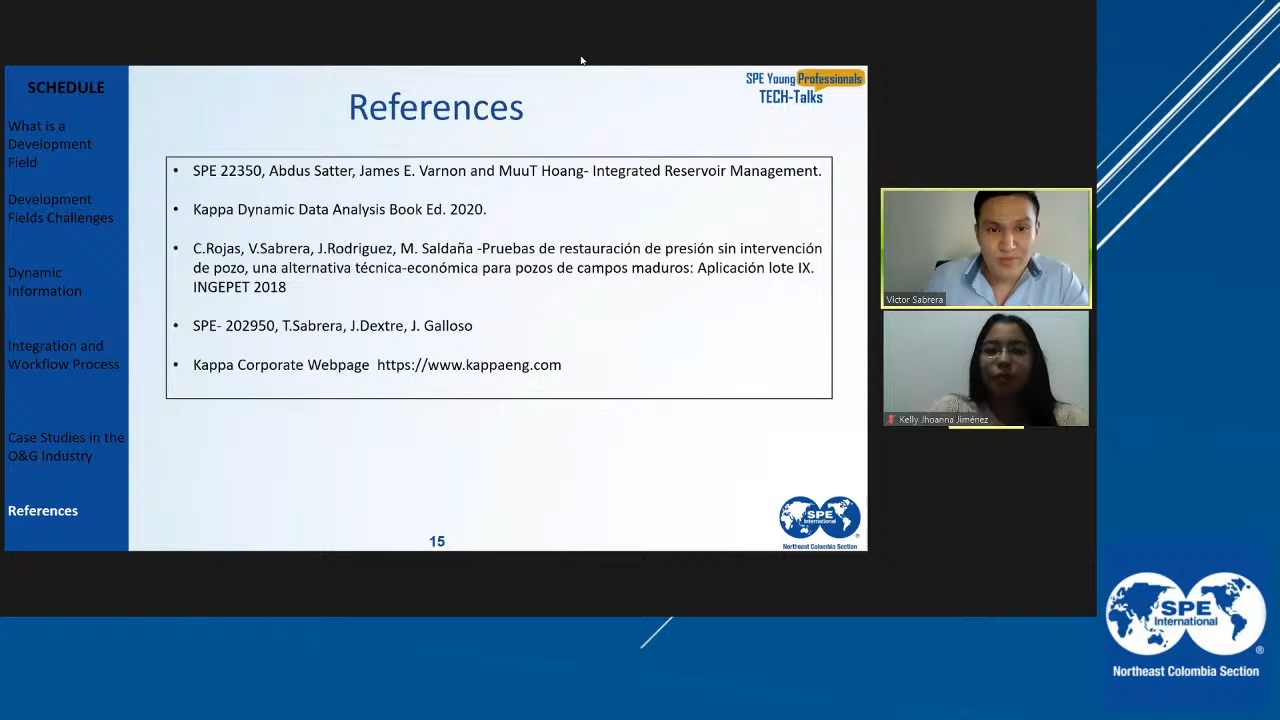 SCHEDULE
What is a
Development
Field
Development
Fields Challenges
Dynamic
Information
Integration and
Workflow Process
Case Studies in the
O&G Industry
References
SPE Young Professionals
TECH-Talks
References
• SPE 22350, Abdus Satter, James E. Varnon and MuuT Hoang- Integrated Reservoir Management.
• Kappa Dynamic Data Analysis Book Ed. 2020.
• C.Rojas, V.Sabrera, J.Rodriguez, M. Saldaña -Pruebas de restauración de presión sin intervención
de pozo, una alternativa técnica-económica para pozos de campos maduros: Aplicación lote IX.
INGEPET 2018
• SPE- 202950, T.Sabrera, J.Dextre, J. Galloso
• Kappa Corporate Webpage https://www.kappaeng.com
15
SPE
International
®
Northeast Colombia Section
Victor Sabrera
Kelly Jhoanna Jiménez
SPE
International
®
Northeast Colombia Section